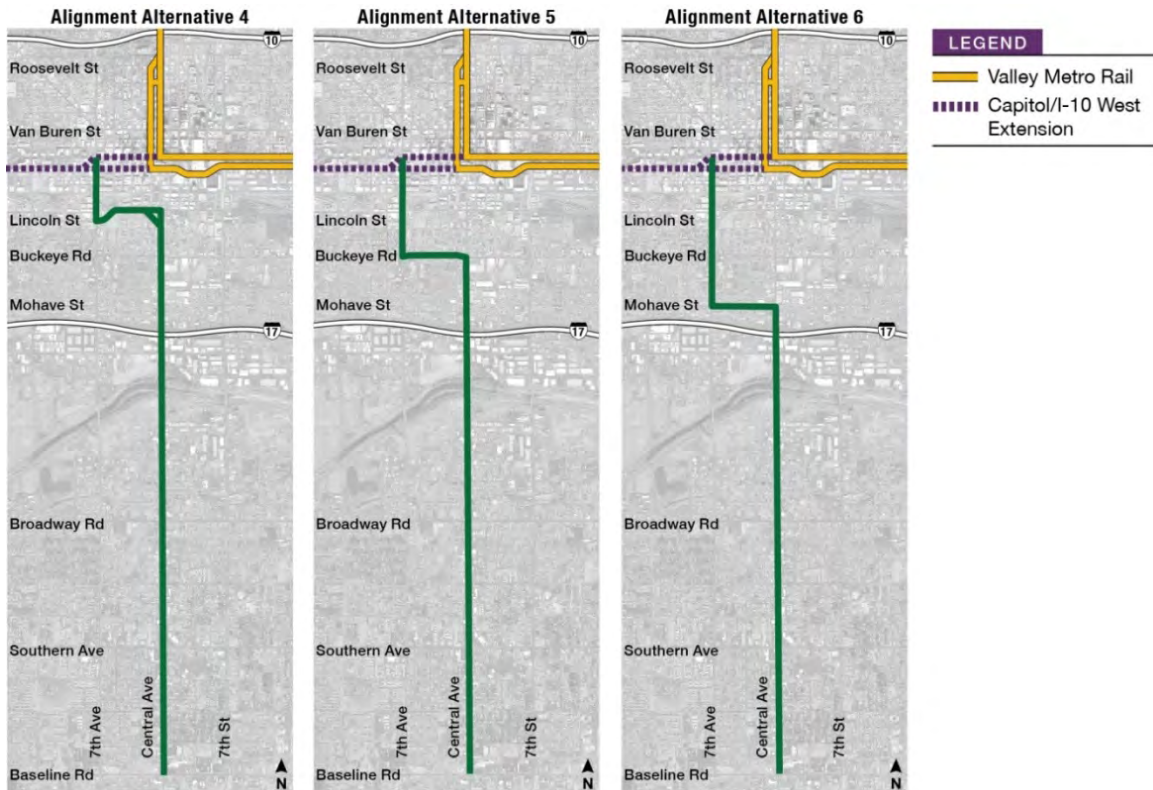 Alignment Alternative 4
10
Roosevelt St
Van Buren St
Lincoln St
Buckeye Rd
Mohave St
17
Broadway Rd
Southern Ave
7th Ave
Central Ave
7th St
Baseline Rd
N
Alignment Alternative 5
10
Roosevelt St
Van Buren St
Lincoln St
Buckeye Rd
Mohave St
17
Broadway Rd
Southern Ave
7th Ave
Central Ave
7th St
Baseline Rd
N
Alignment Alternative 6
10
Roosevelt St
Van Buren St
Lincoln St
Buckeye Rd
Mohave St
17
Broadway Rd
Southern Ave
7th Ave
Central Ave
7th St
Baseline Rd
N
LEGEND
Valley Metro Rail
Capitol/I-10 West
Extension